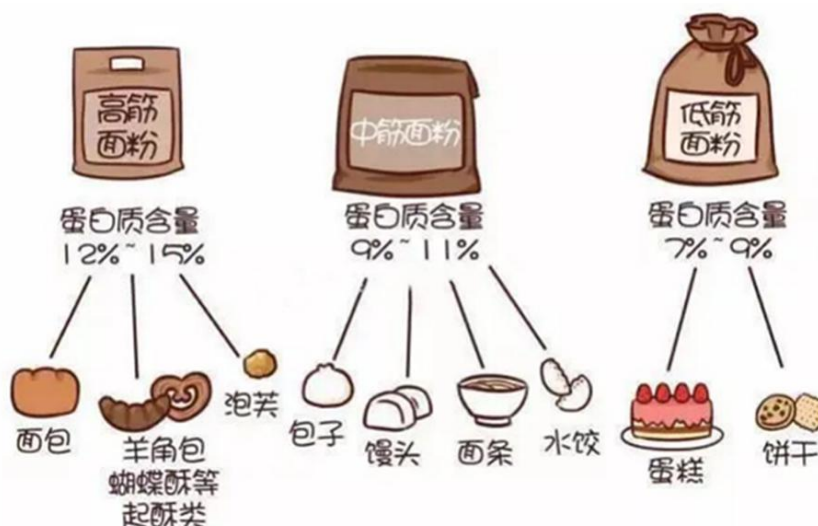 高筋
面粉
中筋面粉
低筋
面粉
蛋白质含量
12%~15%
蛋白质含量
9%~11%
蛋白质含量
7%~9%
面包
羊角包
蝴蝶酥等
起酥类
泡芙
包子
馒头
面条
水饺
蛋糕
饼干